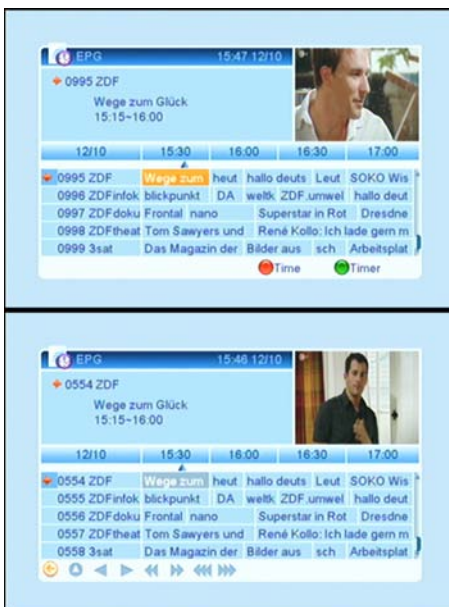 EPG 15:47 12/10
0995 ZDF
Wege zum Glück
15:15~16:00
12/10 15:30 16:00 16:30 17:00
0995 ZDF Wege zum heut hallo deuts Leut SOKO Wis
0996 ZDFinfok blickpunkt DA weltk ZDF.umwel hallo deut
0997 ZDFdoku Frontal nano Superstar in Rot Dresdne
0998 ZDFtheat Tom Sawyers und René Kollo: Ich lade gern m
0999 3sat Das Magazin der Bilder aus sch Arbeitsplat
Time Timer
EPG 15:46 12/10
0554 ZDF
Wege zum Glück
15:15~16:00
12/10 15:30 16:00 16:30 17:00
0554 ZDF Wege zum heut hallo deuts Leut SOKO Wis
0555 ZDFinfok blickpunkt DA weltk ZDF.umwel hallo deut
0556 ZDFdoku Frontal nano Superstar in Rot Dresdne
0557 ZDFtheat Tom Sawyers und René Kollo: Ich lade gern m
0558 3sat Das Magazin der Bilder aus sch Arbeitsplat